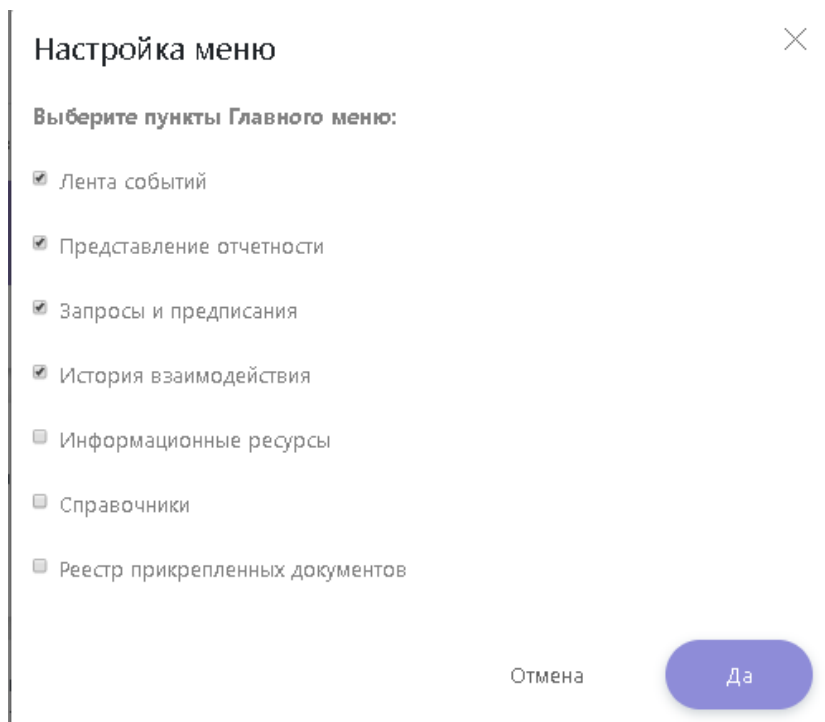 Настройка меню
Выберите пункты Главного меню:
Лента событий
Представление отчетности
Запросы и предписания
История взаимодействия
Информационные ресурсы
Справочники
Реестр прикрепленных документов
Отмена
Да